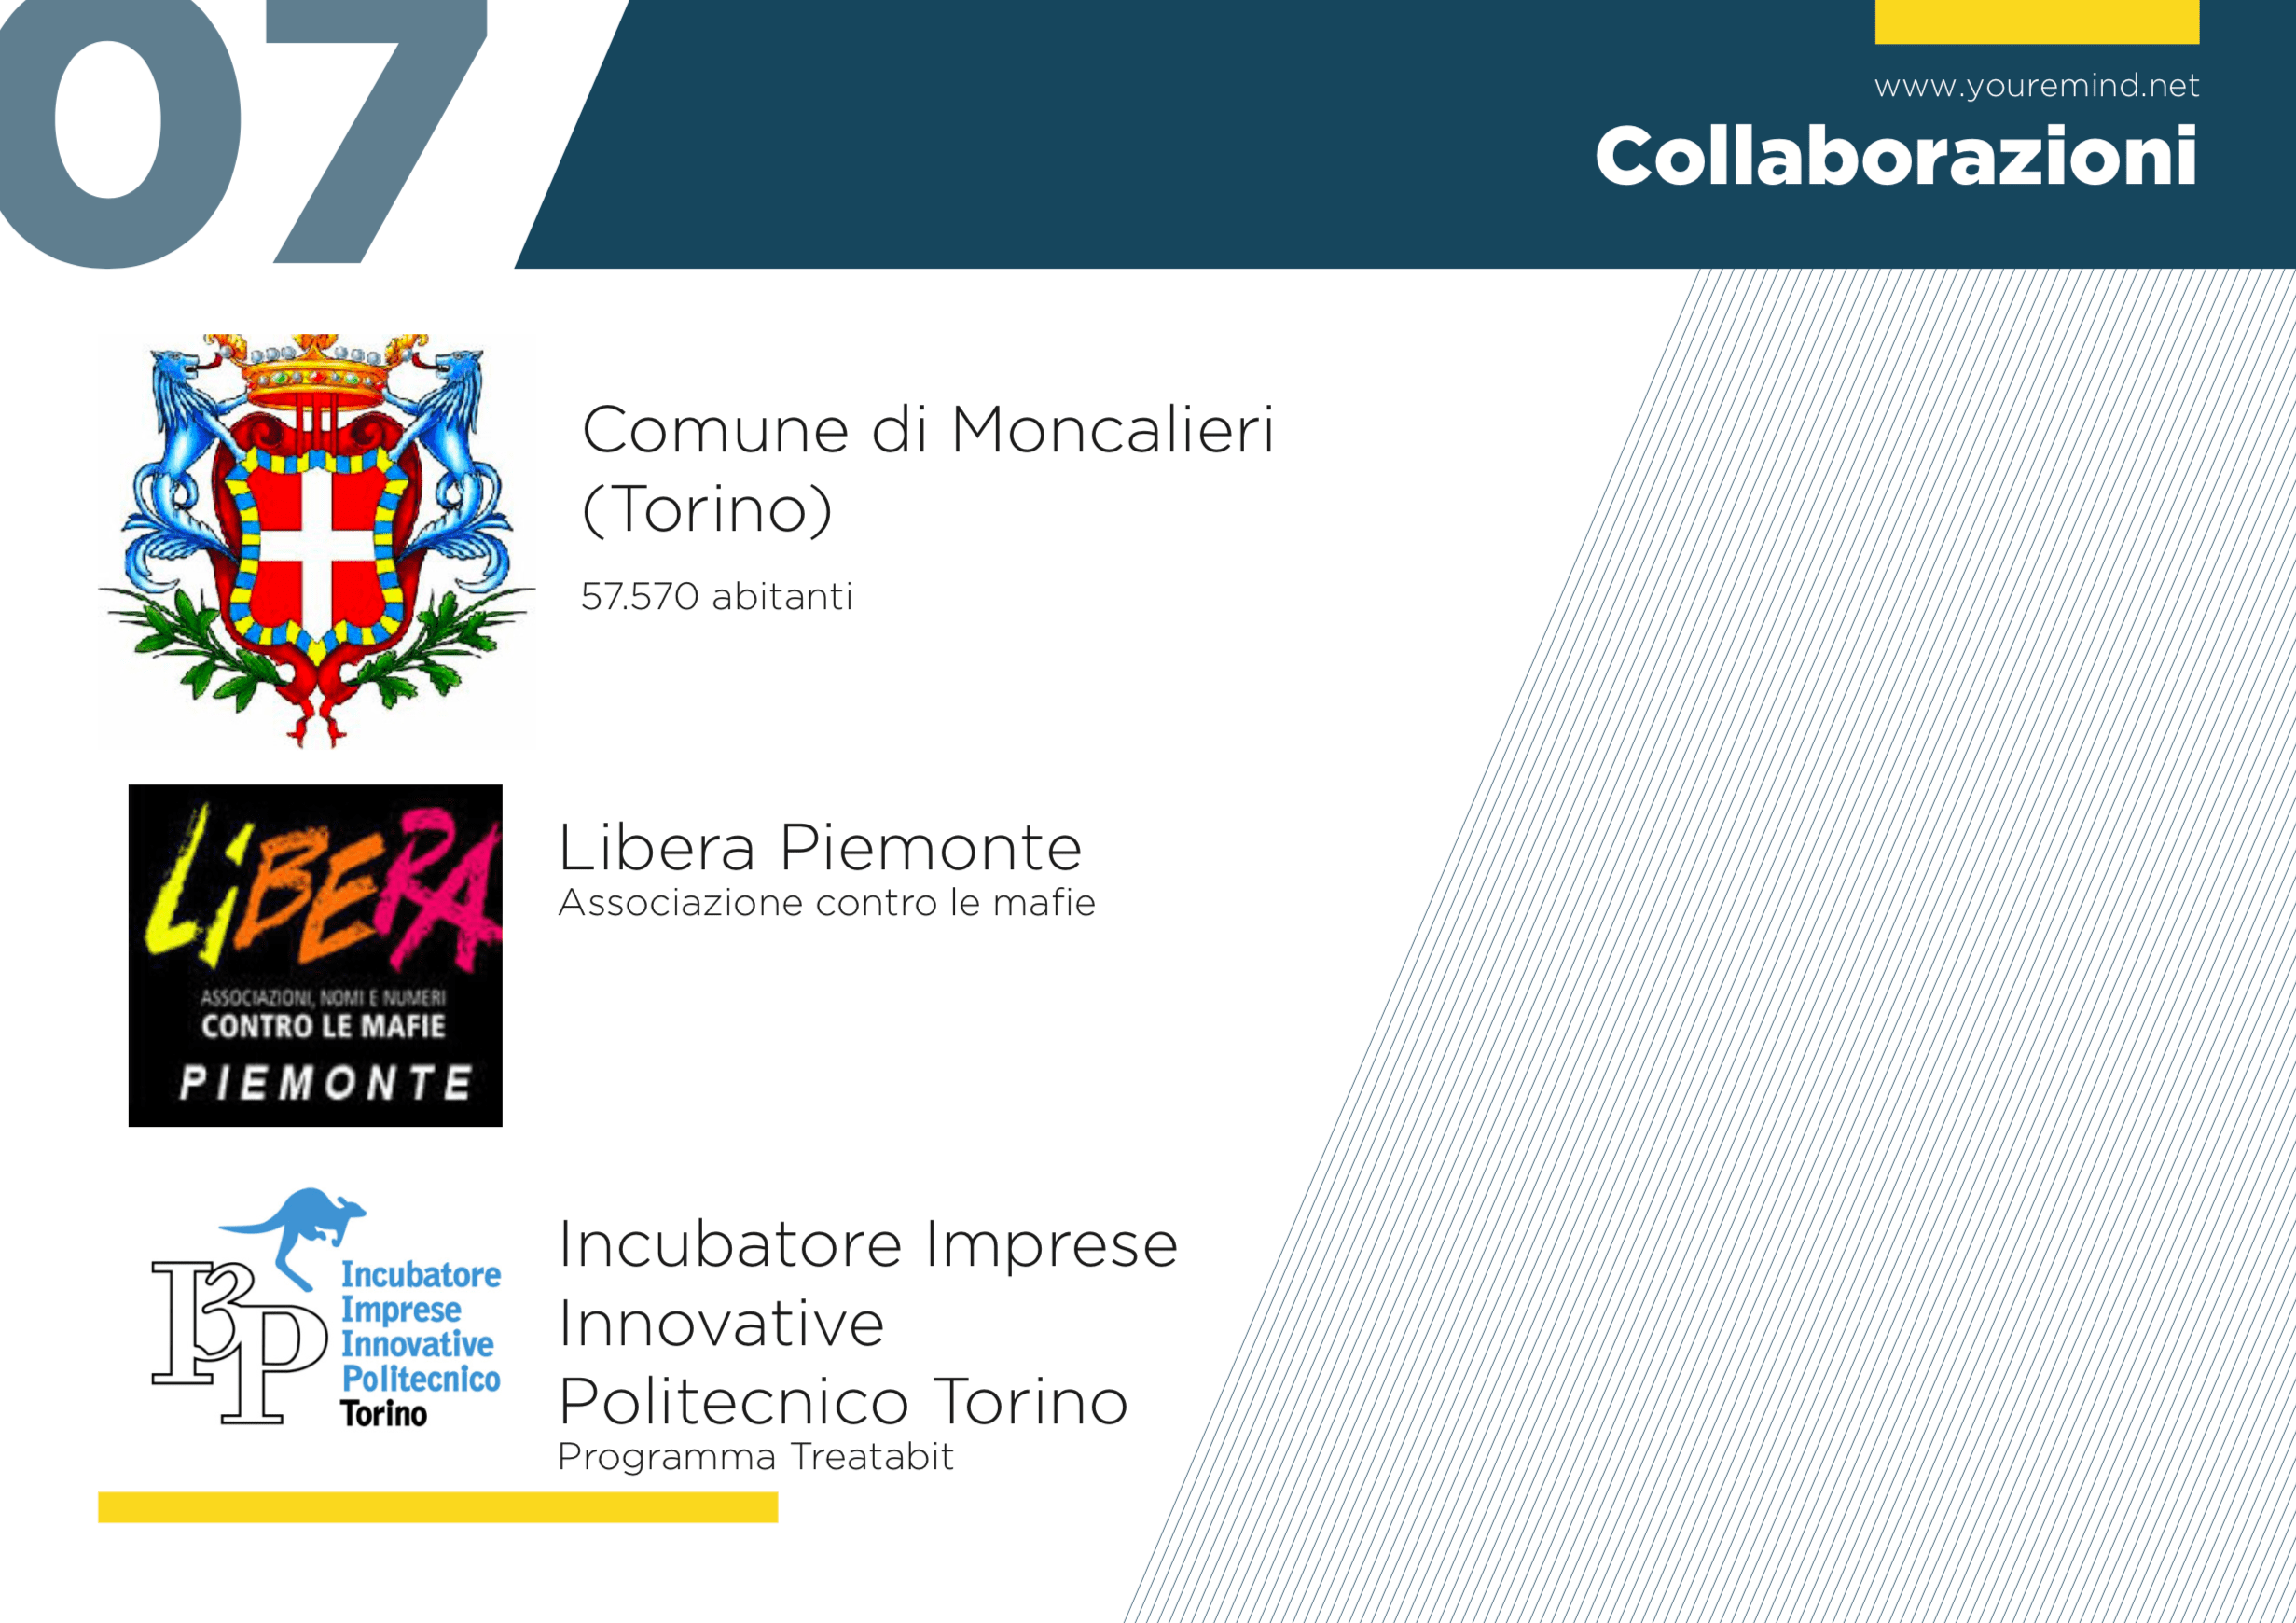 07
www.youremind.net
Collaborazioni
Comune di Moncalieri
(Torino)
57.570 abitanti
LiBERA
ASSOCIAZIONI, NOMI E NUMERI
CONTRO LE MAFIE
PIEMONTE
Libera Piemonte
Associazione contro le mafie
I3P
Incubatore
Imprese
Innovative
Politecnico
Torino
Incubatore Imprese
Innovative
Politecnico Torino
Programma Treatabit